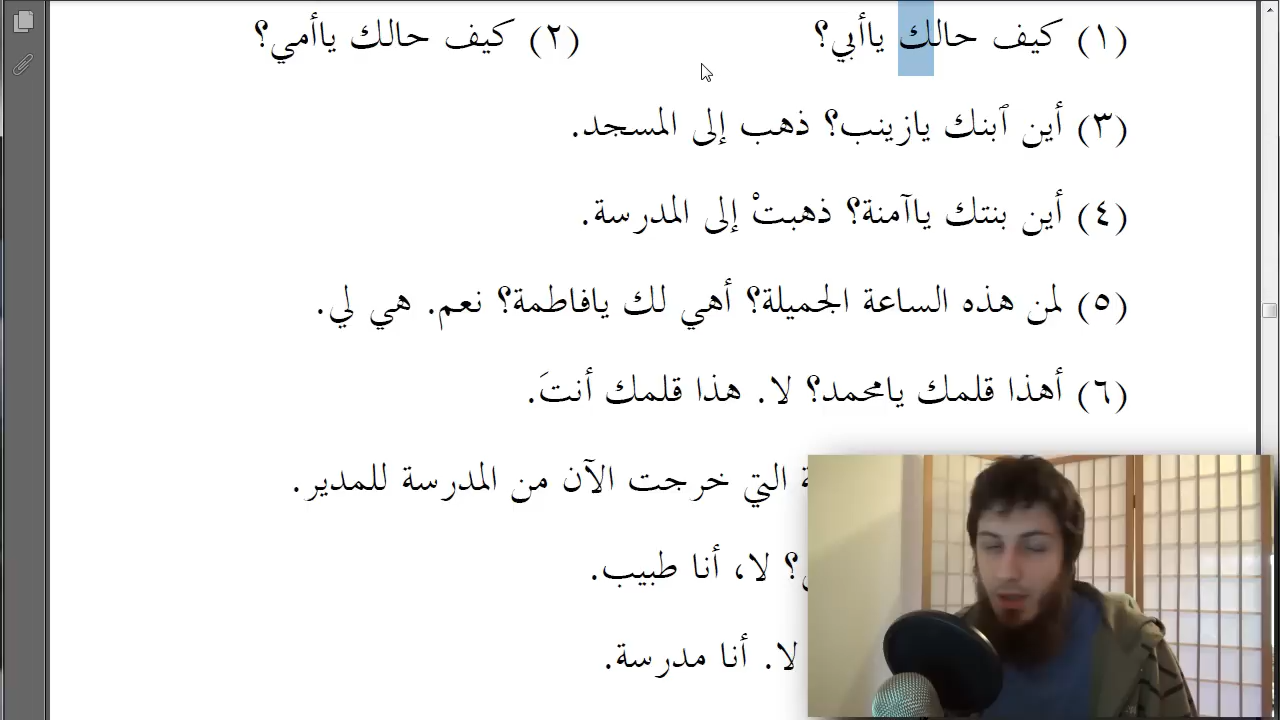 (١) كيف حالك ياأبي؟ (٢) كيف حالك ياأمي؟
(٣) أين ٱبنك يازينب؟ ذهب إلى المسجد.
(٤) أين بنتك ياآمنة؟ ذهبتْ إلى المدرسة.
(٥) لمن هذه الساعة الجميلة؟ أهي لك يافاطمة؟ نعم. هي لي.
(٦) أهذا قلمك يامحمد؟ لا. هذا قلمك أنتَ.
التي خرجت الآن من المدرسة للمدير.
؟ لا، أنا طبيب.
لا. أنا مدرسة.